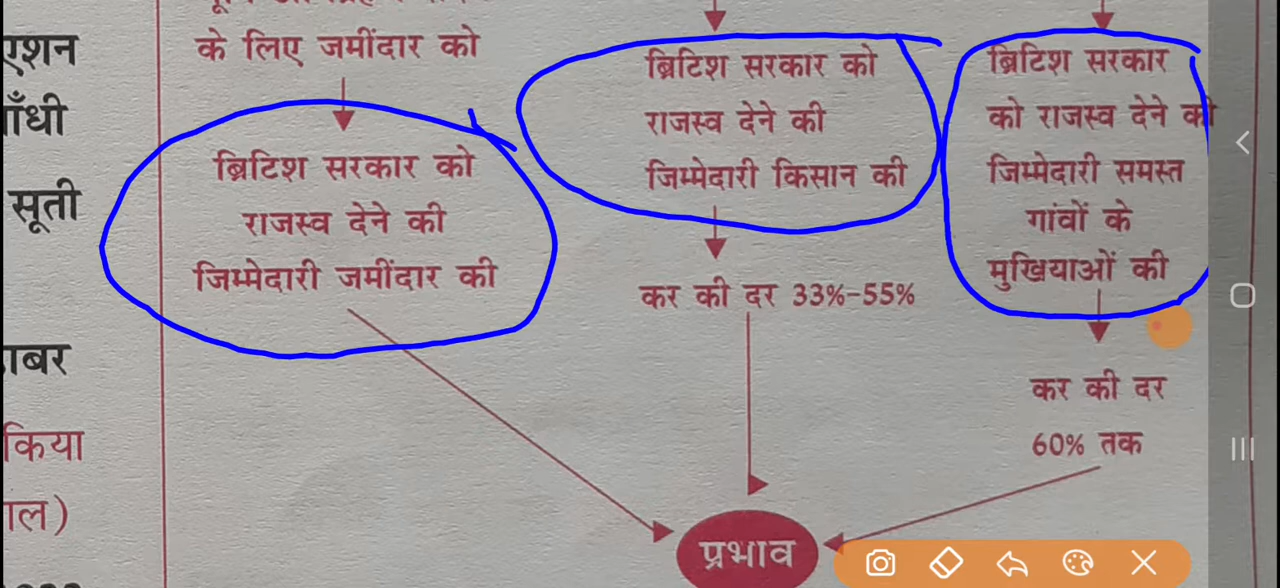 एशन
गाँधी
सूती
किया
के लिए जमींदार को
ब्रिटिश सरकार को
राजस्व देने की
जिम्मेदारी जमींदार की
ब्रिटिश सरकार को
राजस्व देने की
जिम्मेदारी किसान की
कर की दर 33%-55%
ब्रिटिश सरकार
को राजस्व देने की
जिम्मेदारी समस्त
गांवों के
मुखियाओं की
कर की दर
60% तक
प्रभाव